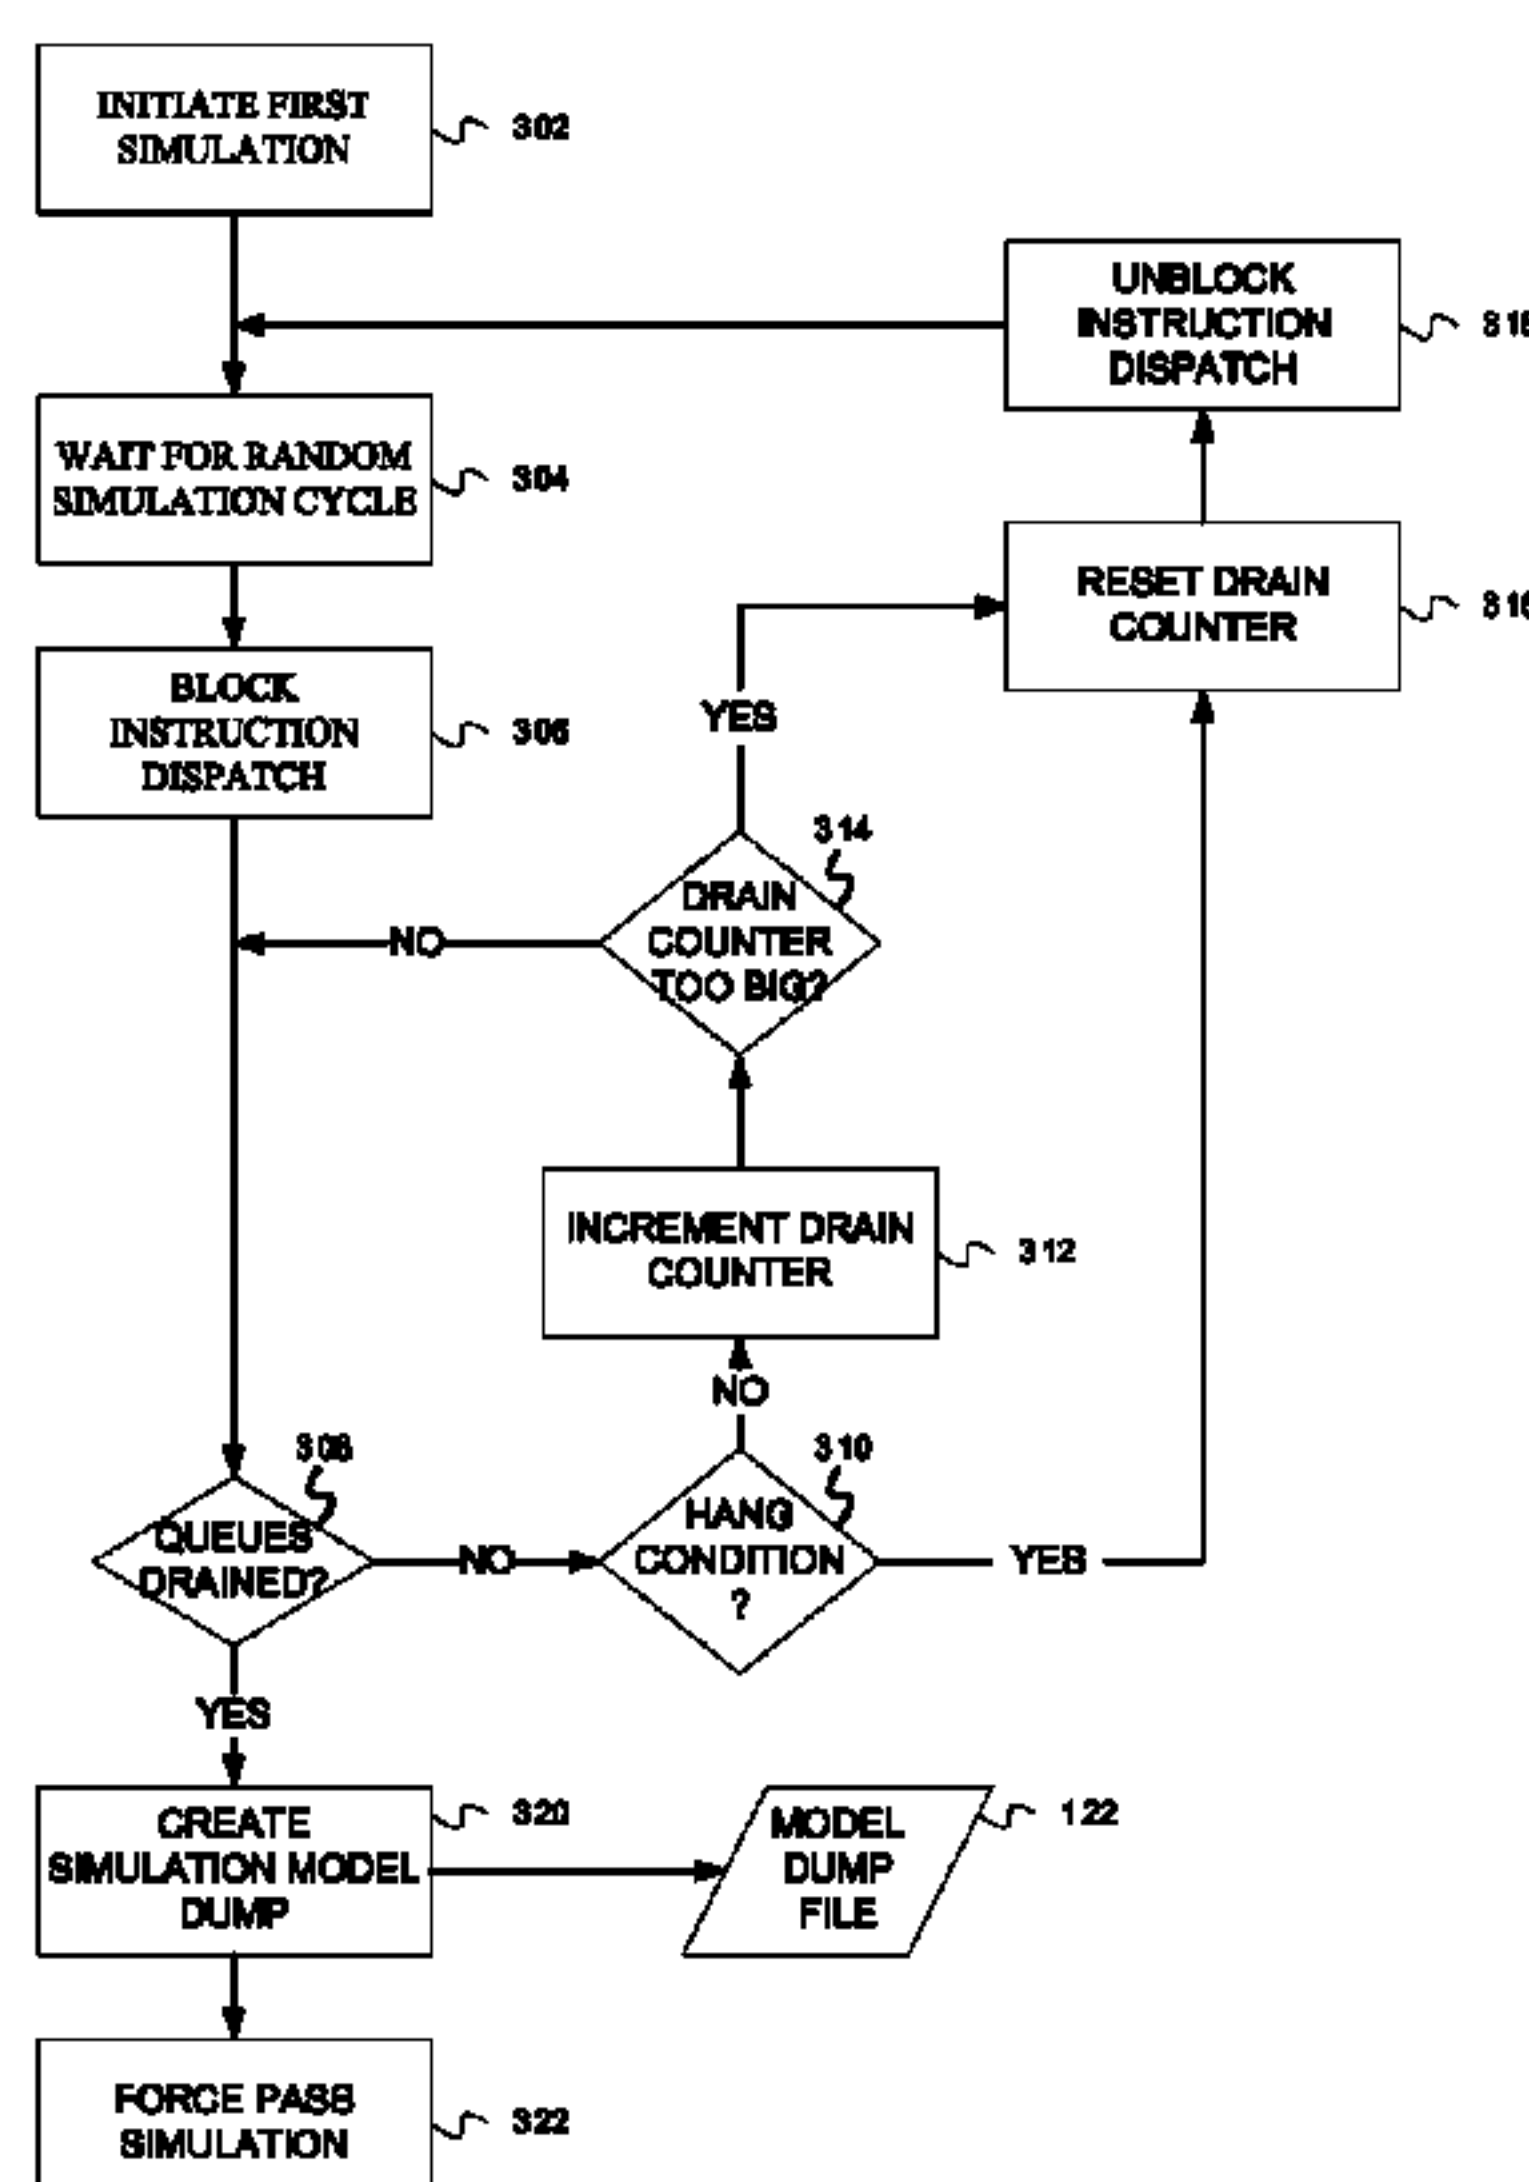 INITIATE FIRST
SIMULATION
302
UNBLOCK
INSTRUCTION
DISPATCH
WAIT FOR RANDOM
SIMULATION CYCLE
304
RESET DRAIN
COUNTER
BLOCK
INSTRUCTION
DISPATCH
306
YES
314
DRAIN
COUNTER
TOO BIG?
NO
INCREMENT DRAIN
COUNTER
312
NO
308
QUEUES
DRAINED?
NO
310
HANG
CONDITION
?
YES
YES
CREATE
SIMULATION MODEL
DUMP
320
MODEL
DUMP
FILE
122
FORCE PASS
SIMULATION
322